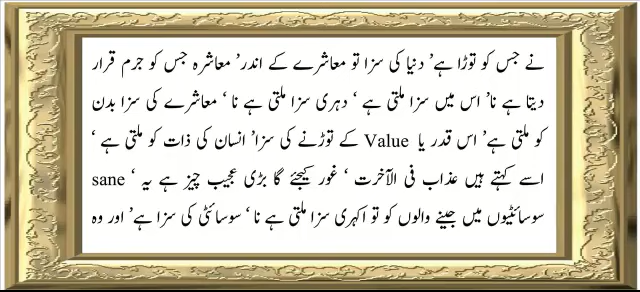 نے جس کو توڑا ہے’ دنیا کی سزا تو معاشرے کے اندر’ معاشرہ جس کو جرم قرار
دیتا ہے نا’ اس میں سزا ملتی ہے ‘ دہری سزا ملتی ہے نا ‘ معاشرے کی سزا بدن
کو ملتی ہے’ اس قدر یا Value کے توڑنے کی سزا’ انسان کی ذات کو ملتی ہے ‘
اسے کہتے ہیں عذاب فی الآخرت ‘ غور کیجئے گا بڑی عجیب چیز ہے یہ ‘ sane
سوسائٹیوں میں جینے والوں کو تو اکہری سزا ملتی ہے نا‘ سوسائٹی کی سزا ہے’ اور وہ